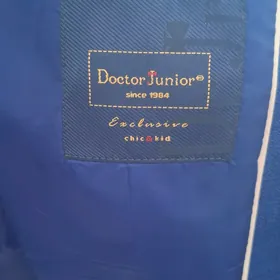 Doctor Junior®
since 1984
Exclusive
chic & kid